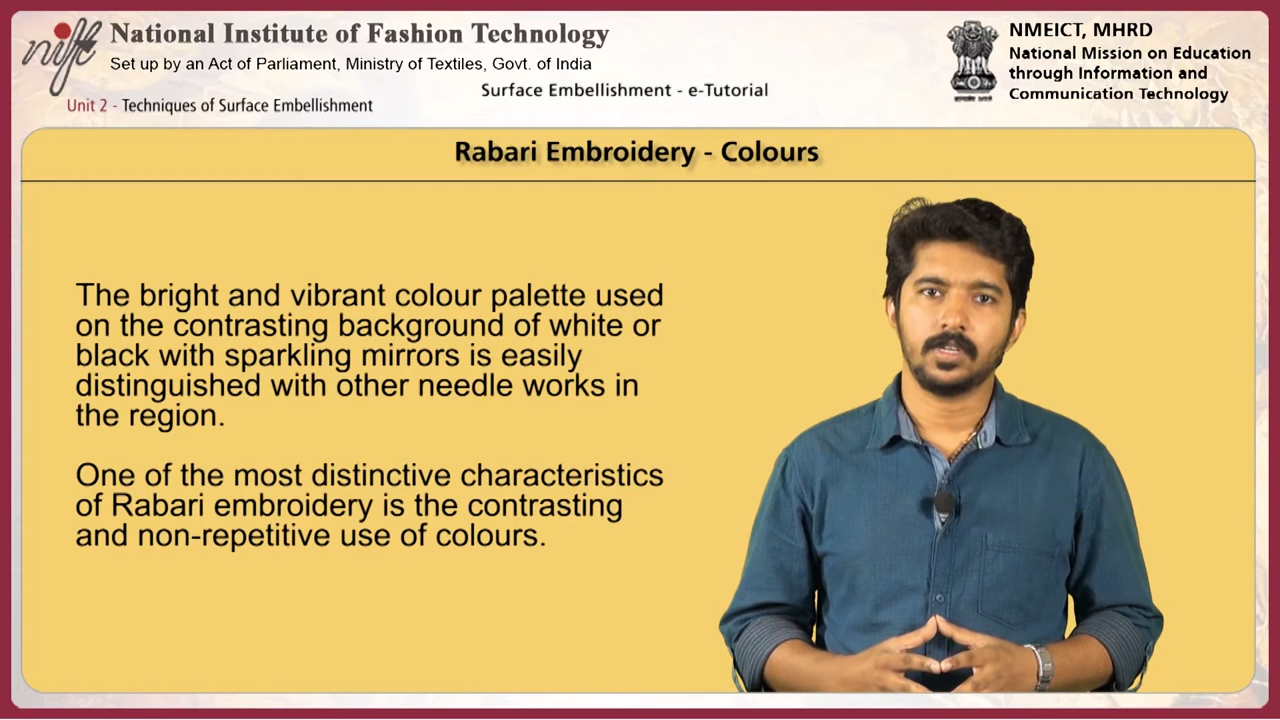 nift
National Institute of Fashion Technology
Set up by an Act of Parliament, Ministry of Textiles, Govt. of India
Unit 2 - Techniques of Surface Embellishment
Surface Embellishment - e-Tutorial
NMEICT, MHRD
National Mission on Education
through Information and
Communication Technology
Rabari Embroidery - Colours
The bright and vibrant colour palette used
on the contrasting background of white or
black with sparkling mirrors is easily
distinguished with other needle works in
the region.
One of the most distinctive characteristics
of Rabari embroidery is the contrasting
and non-repetitive use of colours.